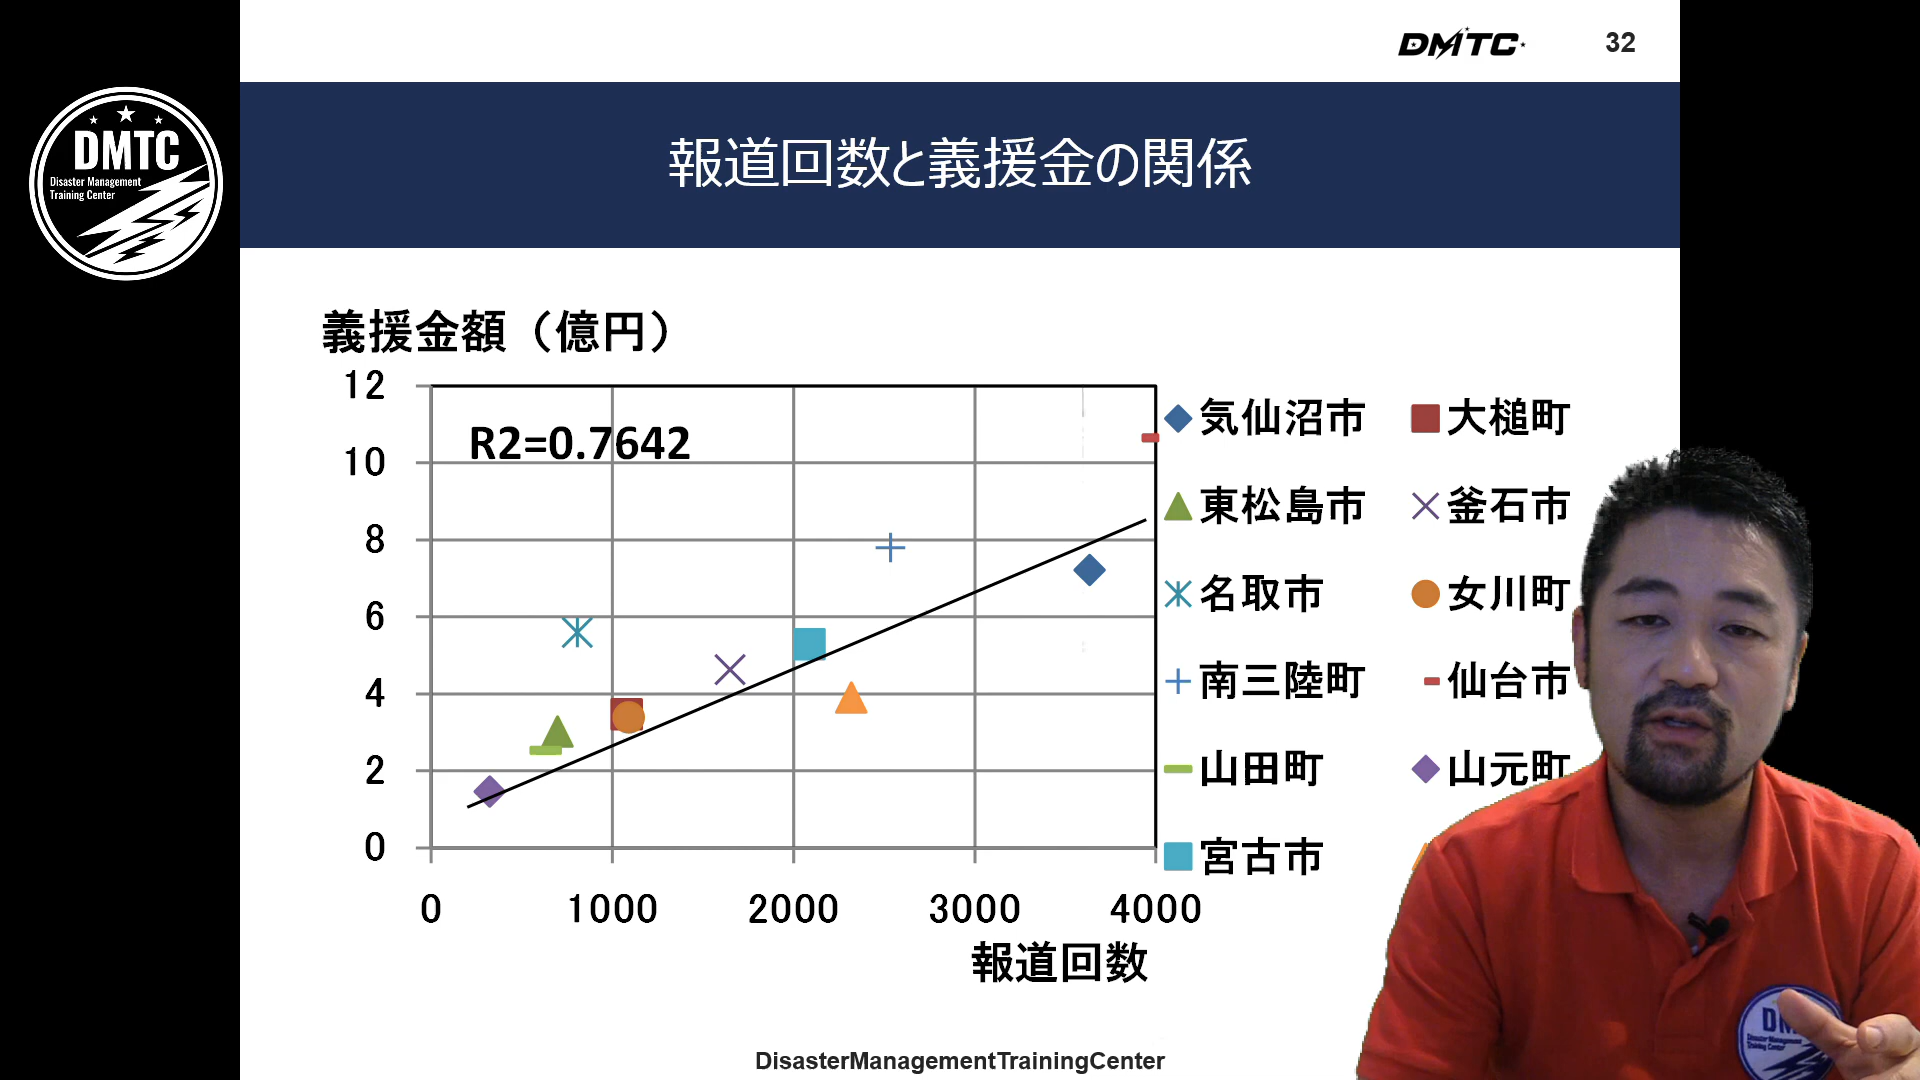 DMTC
32
DMTC
Disaster Management
Training Center
報道回数と義援金の関係
義援金額（億円）
12
10
8
6
4
2
0
R2=0.7642
0 1000 2000 3000 4000
報道回数
気仙沼市 大槌町
東松島市 釜石市
名取市 女川町
南三陸町 仙台市
山田町 山元町
宮古市
DisasterManagementTrainingCenter
Disaster Management
Training Center